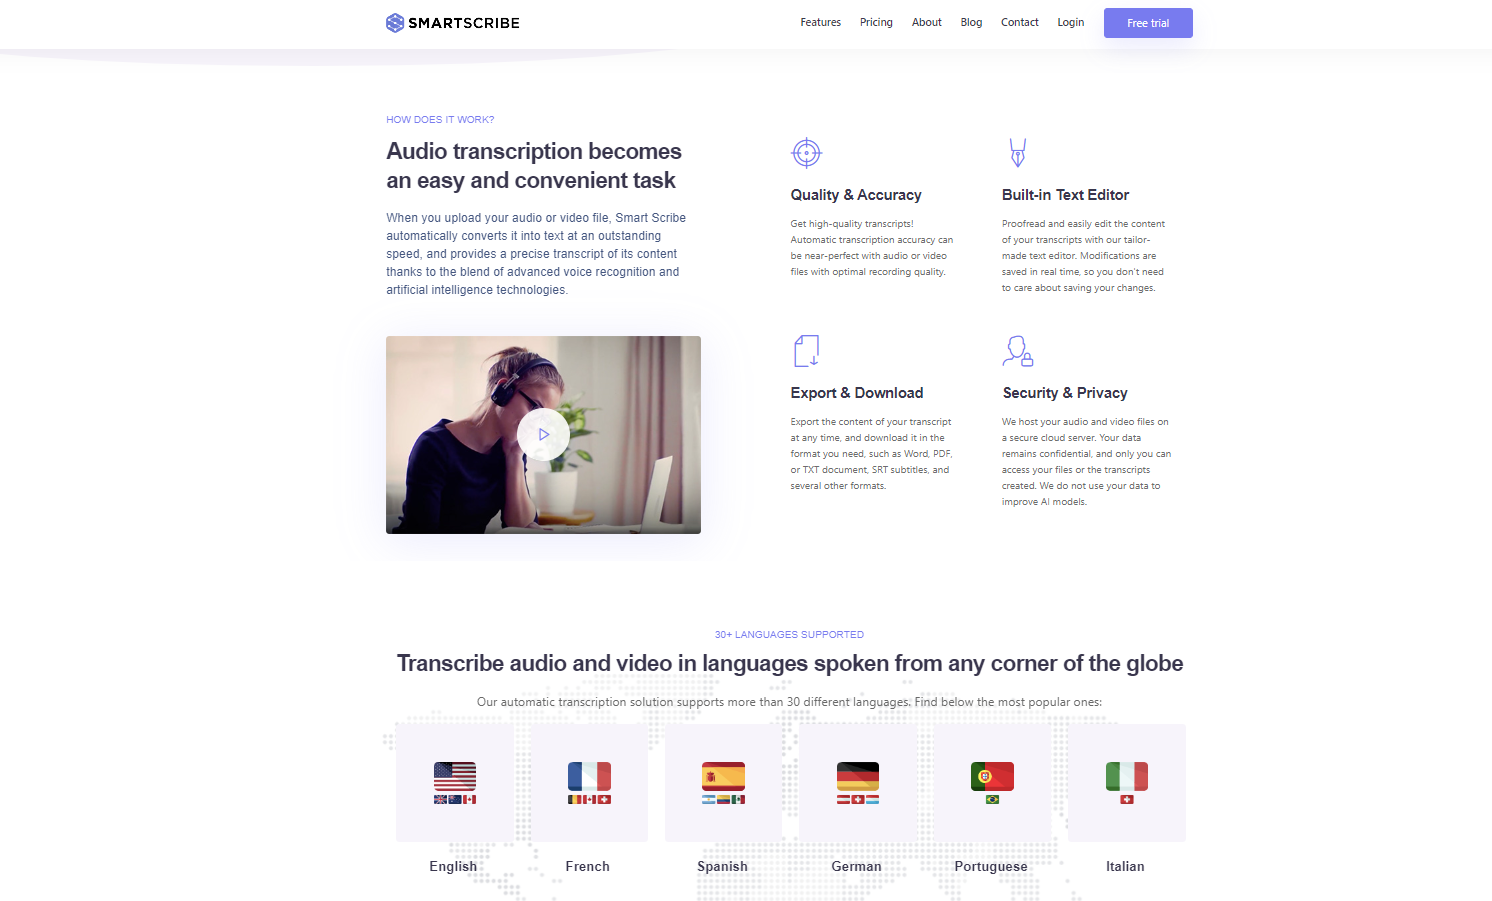 SMARTSCRIBE
Features
Pricing
About
Blog
Contact
Login
Free trial
HOW DOES IT WORK?
Audio transcription becomes
an easy and convenient task
When you upload your audio or video file, Smart Scribe
automatically converts it into text at an outstanding
speed, and provides a precise transcript of its content
thanks to the blend of advanced voice recognition and
artificial intelligence technologies.
Quality & Accuracy
Get high-quality transcripts!
Automatic transcription accuracy can
be near-perfect with audio or video
files with optimal recording quality.
Built-in Text Editor
Proofread and easily edit the content
of your transcripts with our tailor-
made text editor. Modifications are
saved in real time, so you don't need
to care about saving your changes.
Export & Download
Export the content of your transcript
at any time, and download it in the
format you need, such as Word, PDF,
or TXT document, SRT subtitles, and
several other formats.
Security & Privacy
We host your audio and video files on
a secure cloud server. Your data
remains confidential, and only you can
access your files or the transcripts
created. We do not use your data to
improve AI models.
30+ LANGUAGES SUPPORTED
Transcribe audio and video in languages spoken from any corner of the globe
Our automatic transcription solution supports more than 30 different languages. Find below the most popular ones:
English
French
Spanish
German
Portuguese
Italian